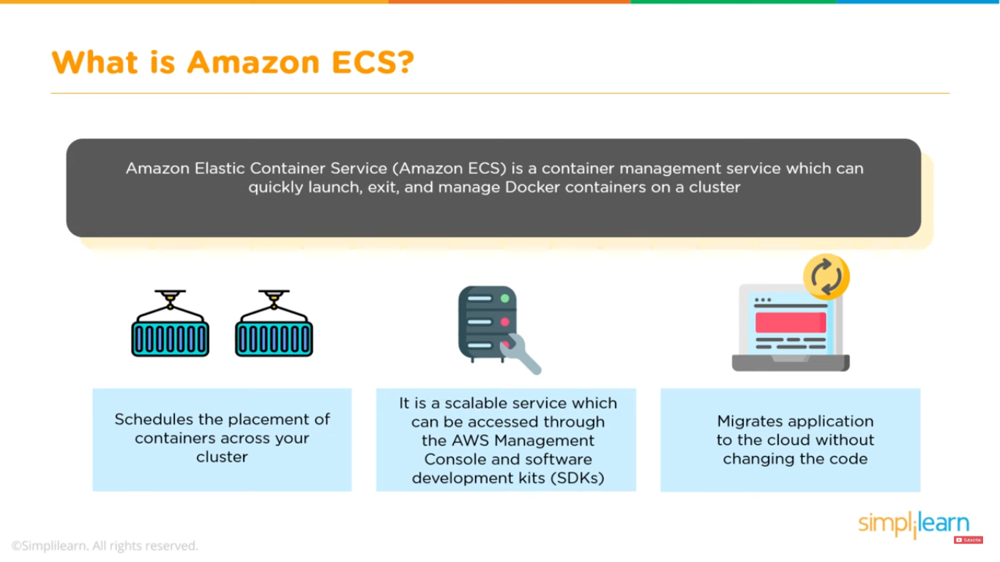 What is Amazon ECS?
Amazon Elastic Container Service (Amazon ECS) is a container management service which can
quickly launch, exit, and manage Docker containers on a cluster
Schedules the placement of
containers across your
cluster
It is a scalable service which
can be accessed through
the AWS Management
Console and software
development kits (SDKs)
Migrates application
to the cloud without
changing the code
simplilearn
Subscribe
©Simplilearn. All rights reserved.